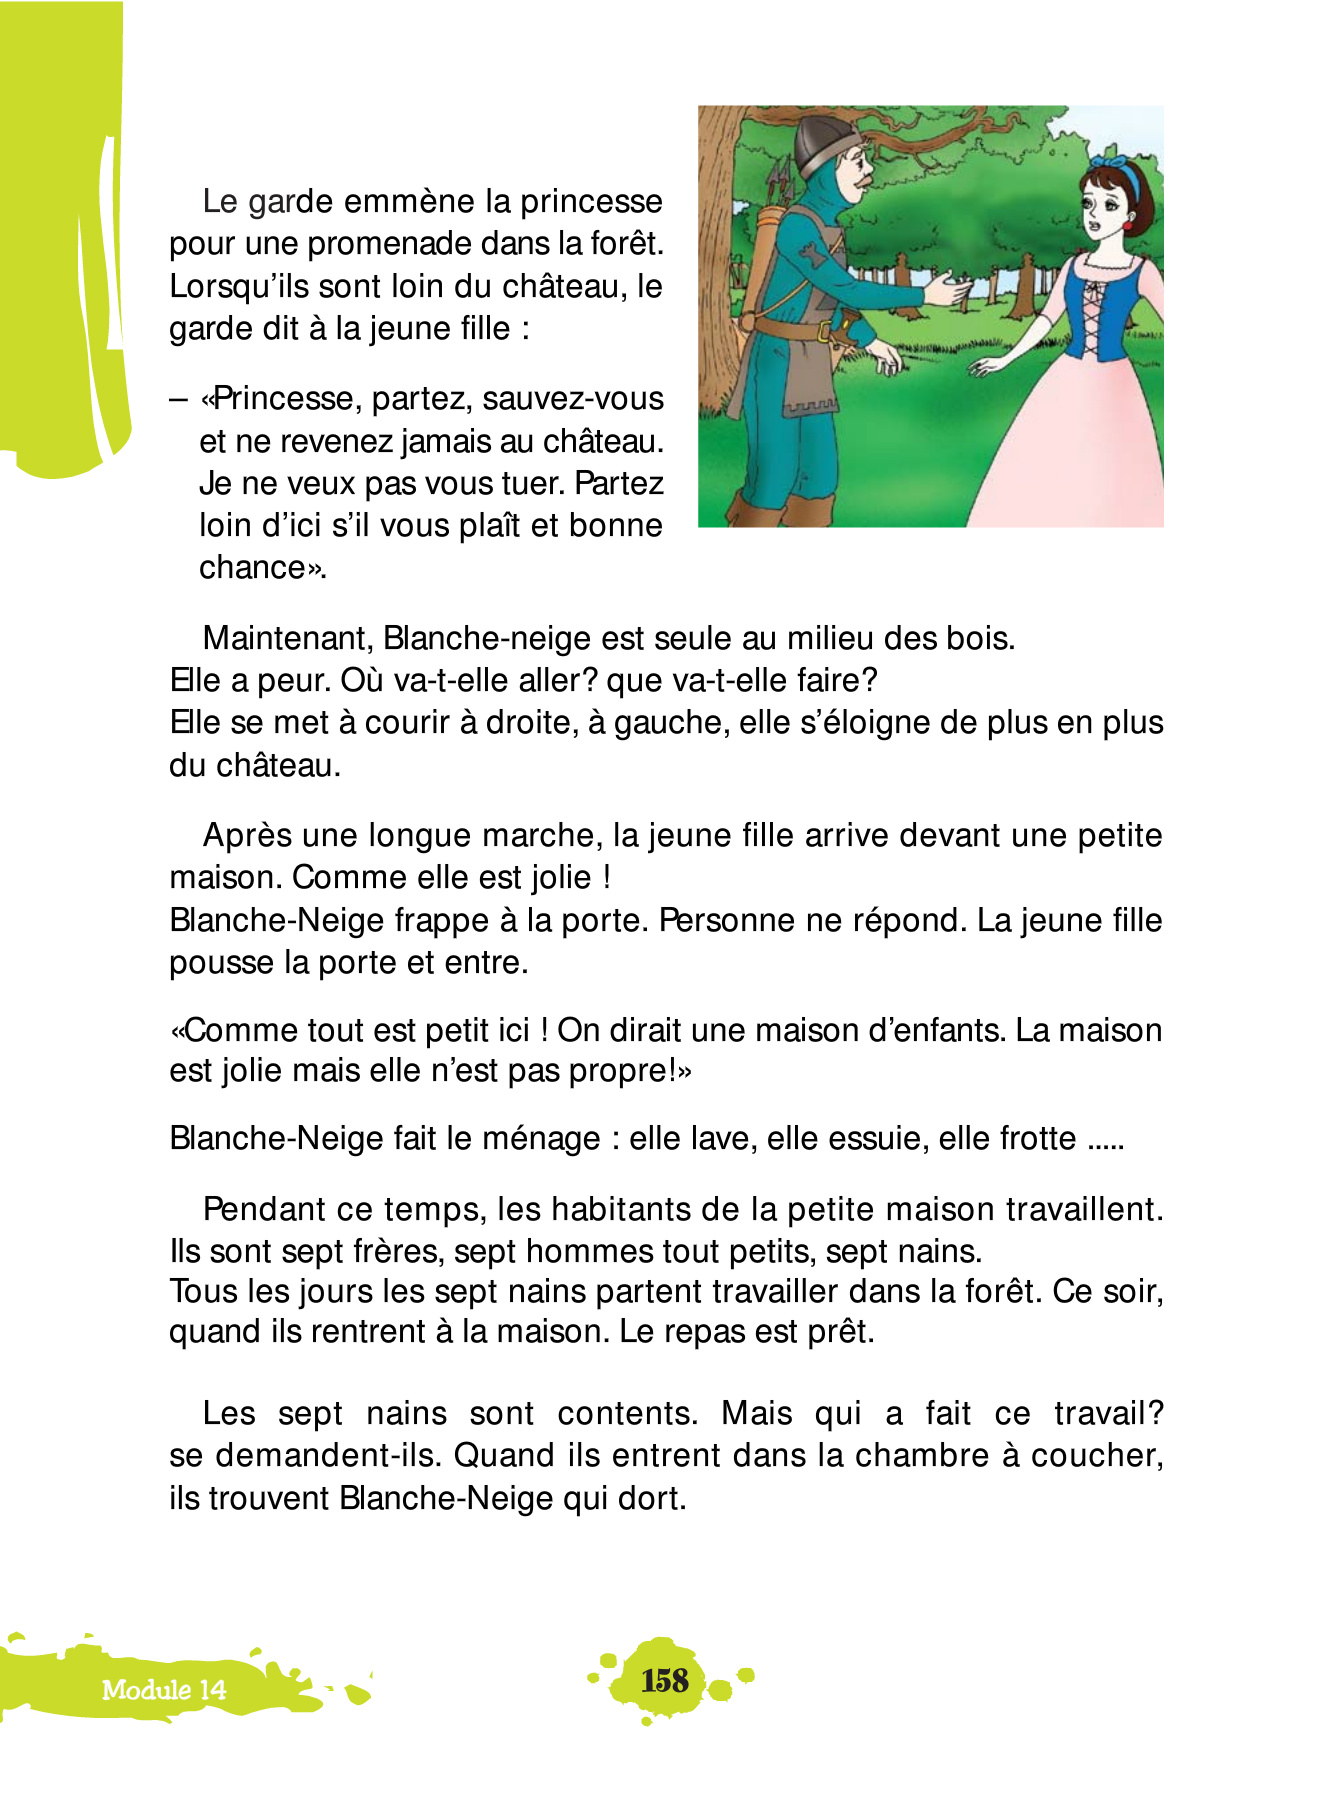 Le garde emmène la princesse
pour une promenade dans la forêt.
Lorsqu’ils sont loin du château, le
garde dit à la jeune fille :
– «Princesse, partez, sauvez-vous
et ne revenez jamais au château.
Je ne veux pas vous tuer. Partez
loin d’ici s’il vous plaît et bonne
chance».
Maintenant, Blanche-neige est seule au milieu des bois.
Elle a peur. Où va-t-elle aller? que va-t-elle faire?
Elle se met à courir à droite, à gauche, elle s’éloigne de plus en plus
du château.
Après une longue marche, la jeune fille arrive devant une petite
maison. Comme elle est jolie !
Blanche-Neige frappe à la porte. Personne ne répond. La jeune fille
pousse la porte et entre.
«Comme tout est petit ici ! On dirait une maison d’enfants. La maison
est jolie mais elle n’est pas propre!»
Blanche-Neige fait le ménage : elle lave, elle essuie, elle frotte .....
Pendant ce temps, les habitants de la petite maison travaillent.
Ils sont sept frères, sept hommes tout petits, sept nains.
Tous les jours les sept nains partent travailler dans la forêt. Ce soir,
quand ils rentrent à la maison. Le repas est prêt.
Les sept nains sont contents. Mais qui a fait ce travail?
se demandent-ils. Quand ils entrent dans la chambre à coucher,
ils trouvent Blanche-Neige qui dort.
Module 14
158